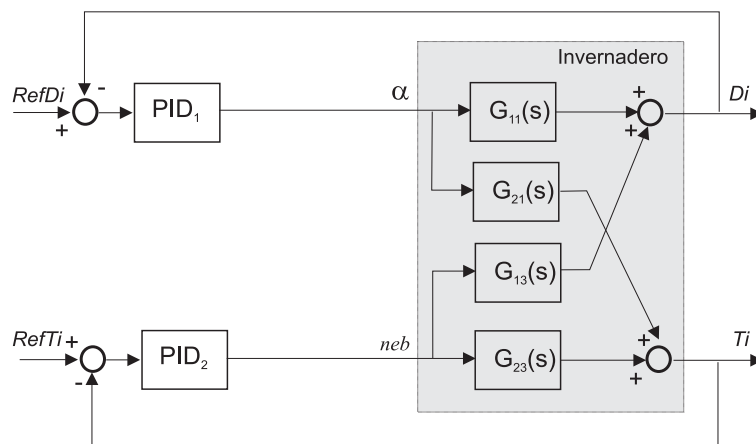 Invernadero
-
+
RefDi
+
PID₁
α
G₁₁(s)
+
+
Di
G₂₁(s)
G₁₃(s)
RefTi
+
-
PID₂
neb
G₂₃(s)
+
+
Ti